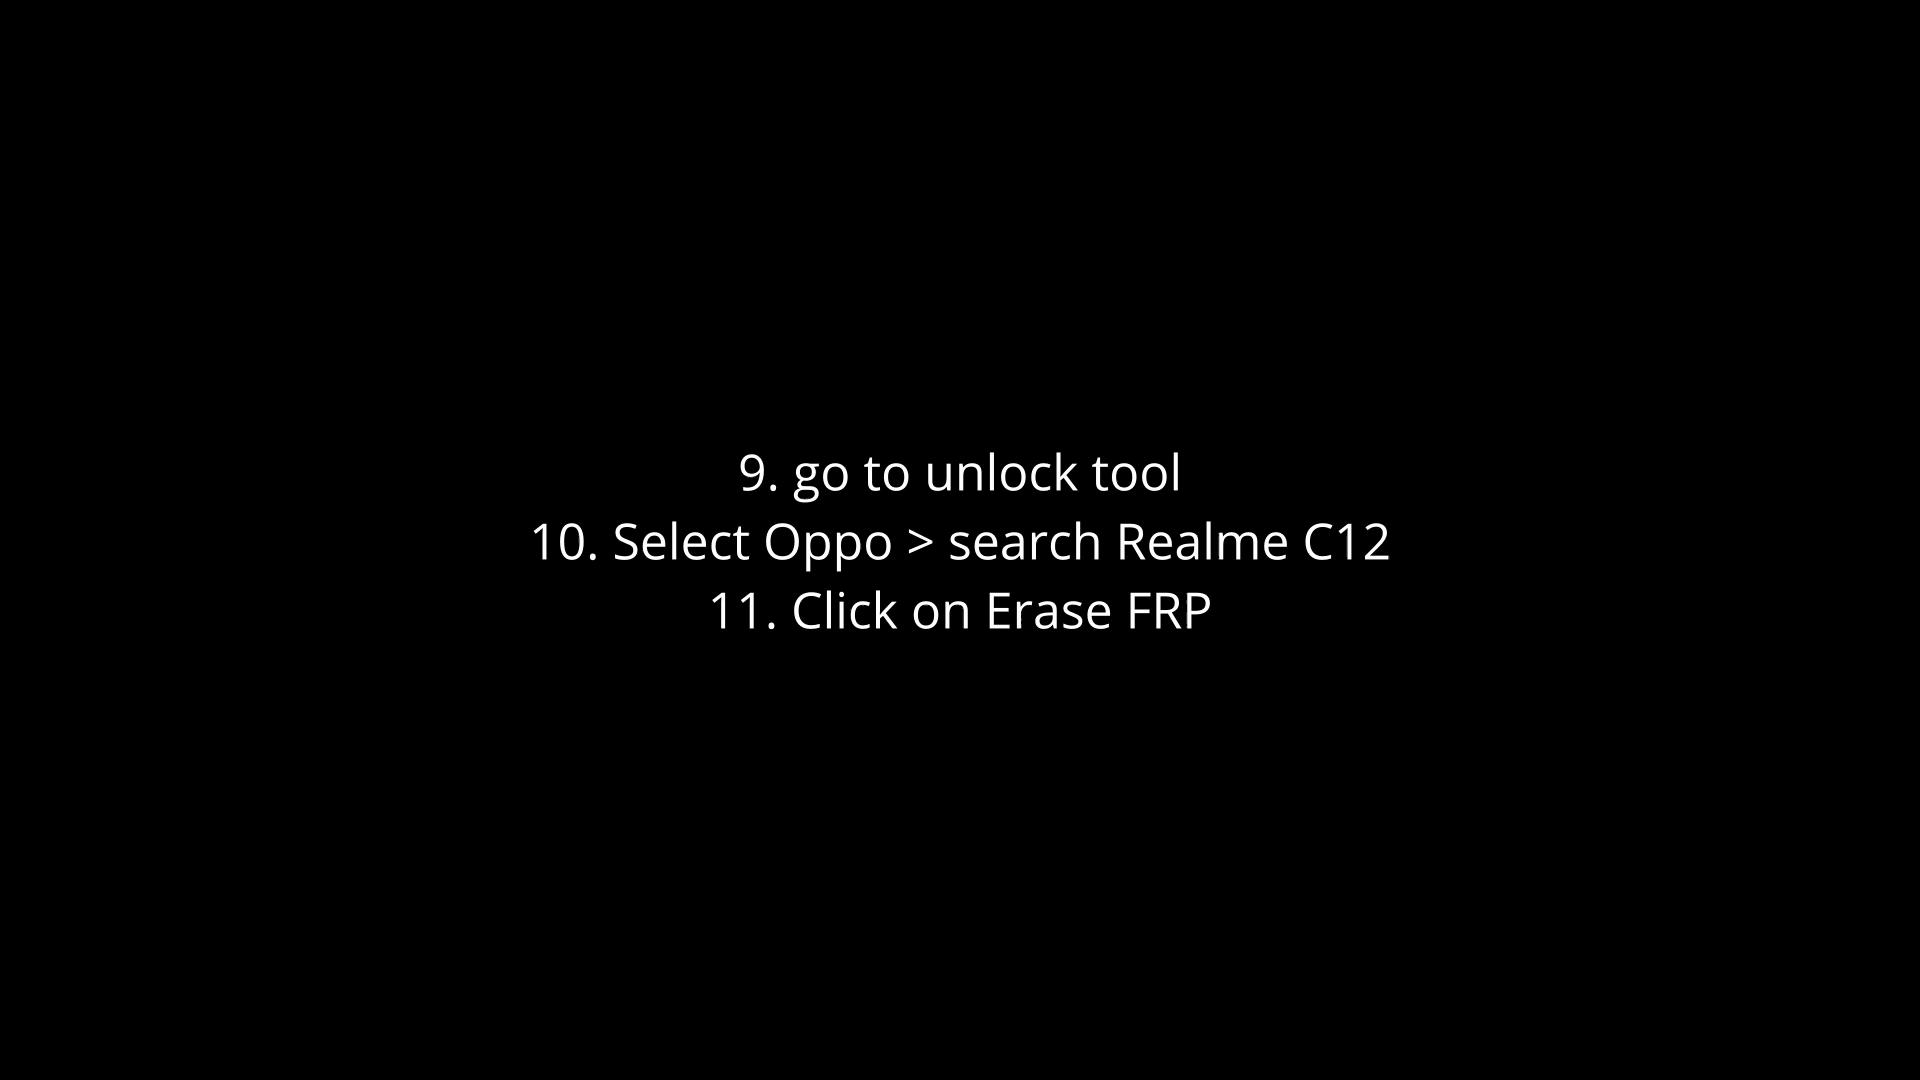 9. go to unlock tool
10. Select Oppo > search Realme C12
11. Click on Erase FRP